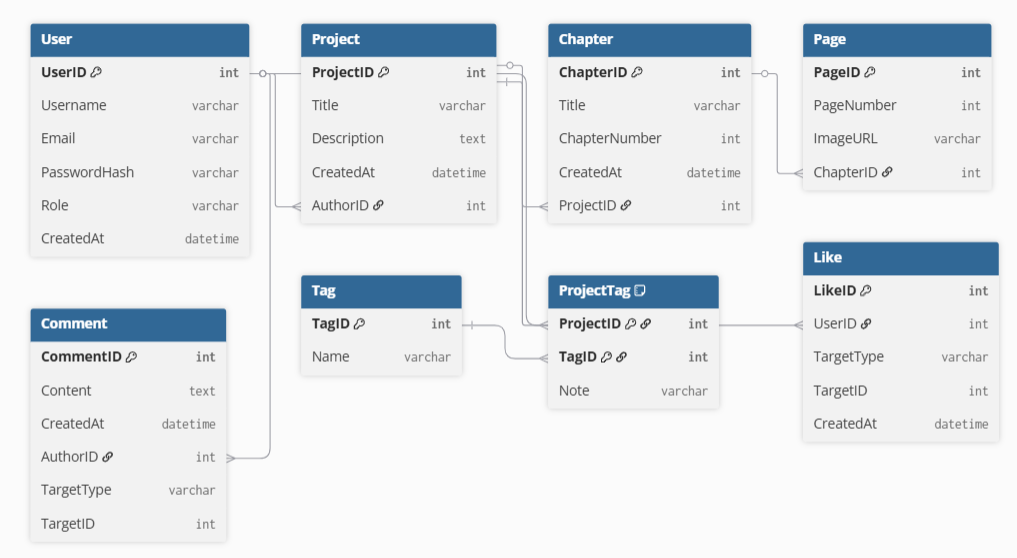 User
UserID int
Username varchar
Email varchar
PasswordHash varchar
Role varchar
CreatedAt datetime
Project
ProjectID int
Title varchar
Description text
CreatedAt datetime
AuthorID int
Chapter
ChapterID int
Title varchar
ChapterNumber int
CreatedAt datetime
ProjectID int
Page
PageID int
PageNumber int
ImageURL varchar
ChapterID int
Comment
CommentID int
Content text
CreatedAt datetime
AuthorID int
TargetType varchar
TargetID int
Tag
TagID int
Name varchar
ProjectTag
ProjectID int
TagID int
Note varchar
Like
LikeID int
UserID int
TargetType varchar
TargetID int
CreatedAt datetime